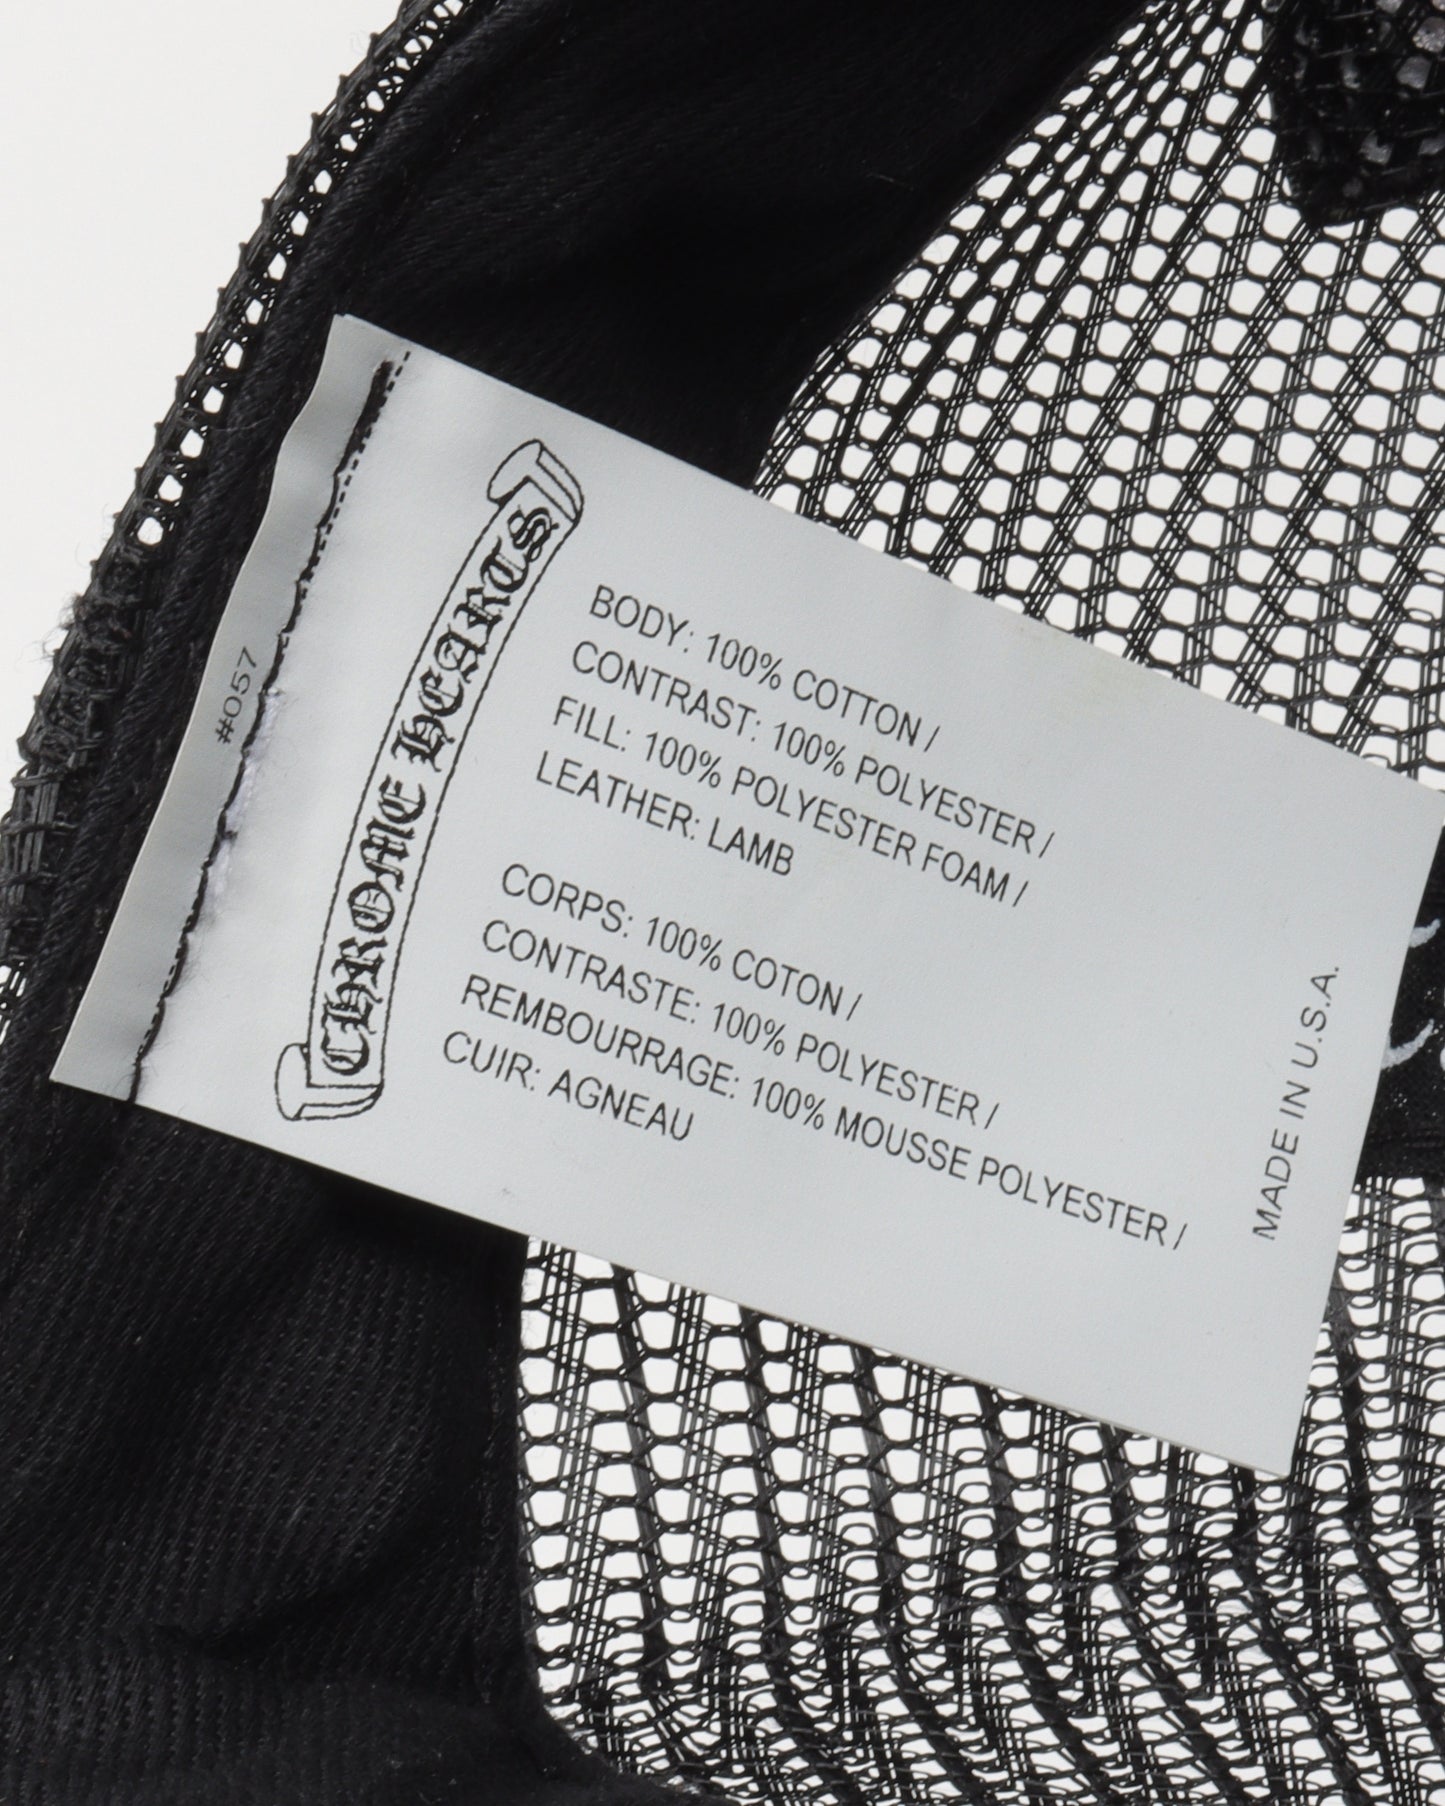 #057
CHROME HEARTS
BODY: 100% COTTON /
CONTRAST: 100% POLYESTER /
FILL: 100% POLYESTER FOAM /
LEATHER: LAMB
CORPS: 100% COTON /
CONTRASTE: 100% POLYESTER /
REMBOURRAGE: 100% MOUSSE POLYESTER /
CUIR: AGNEAU
MADE IN U.S.A.